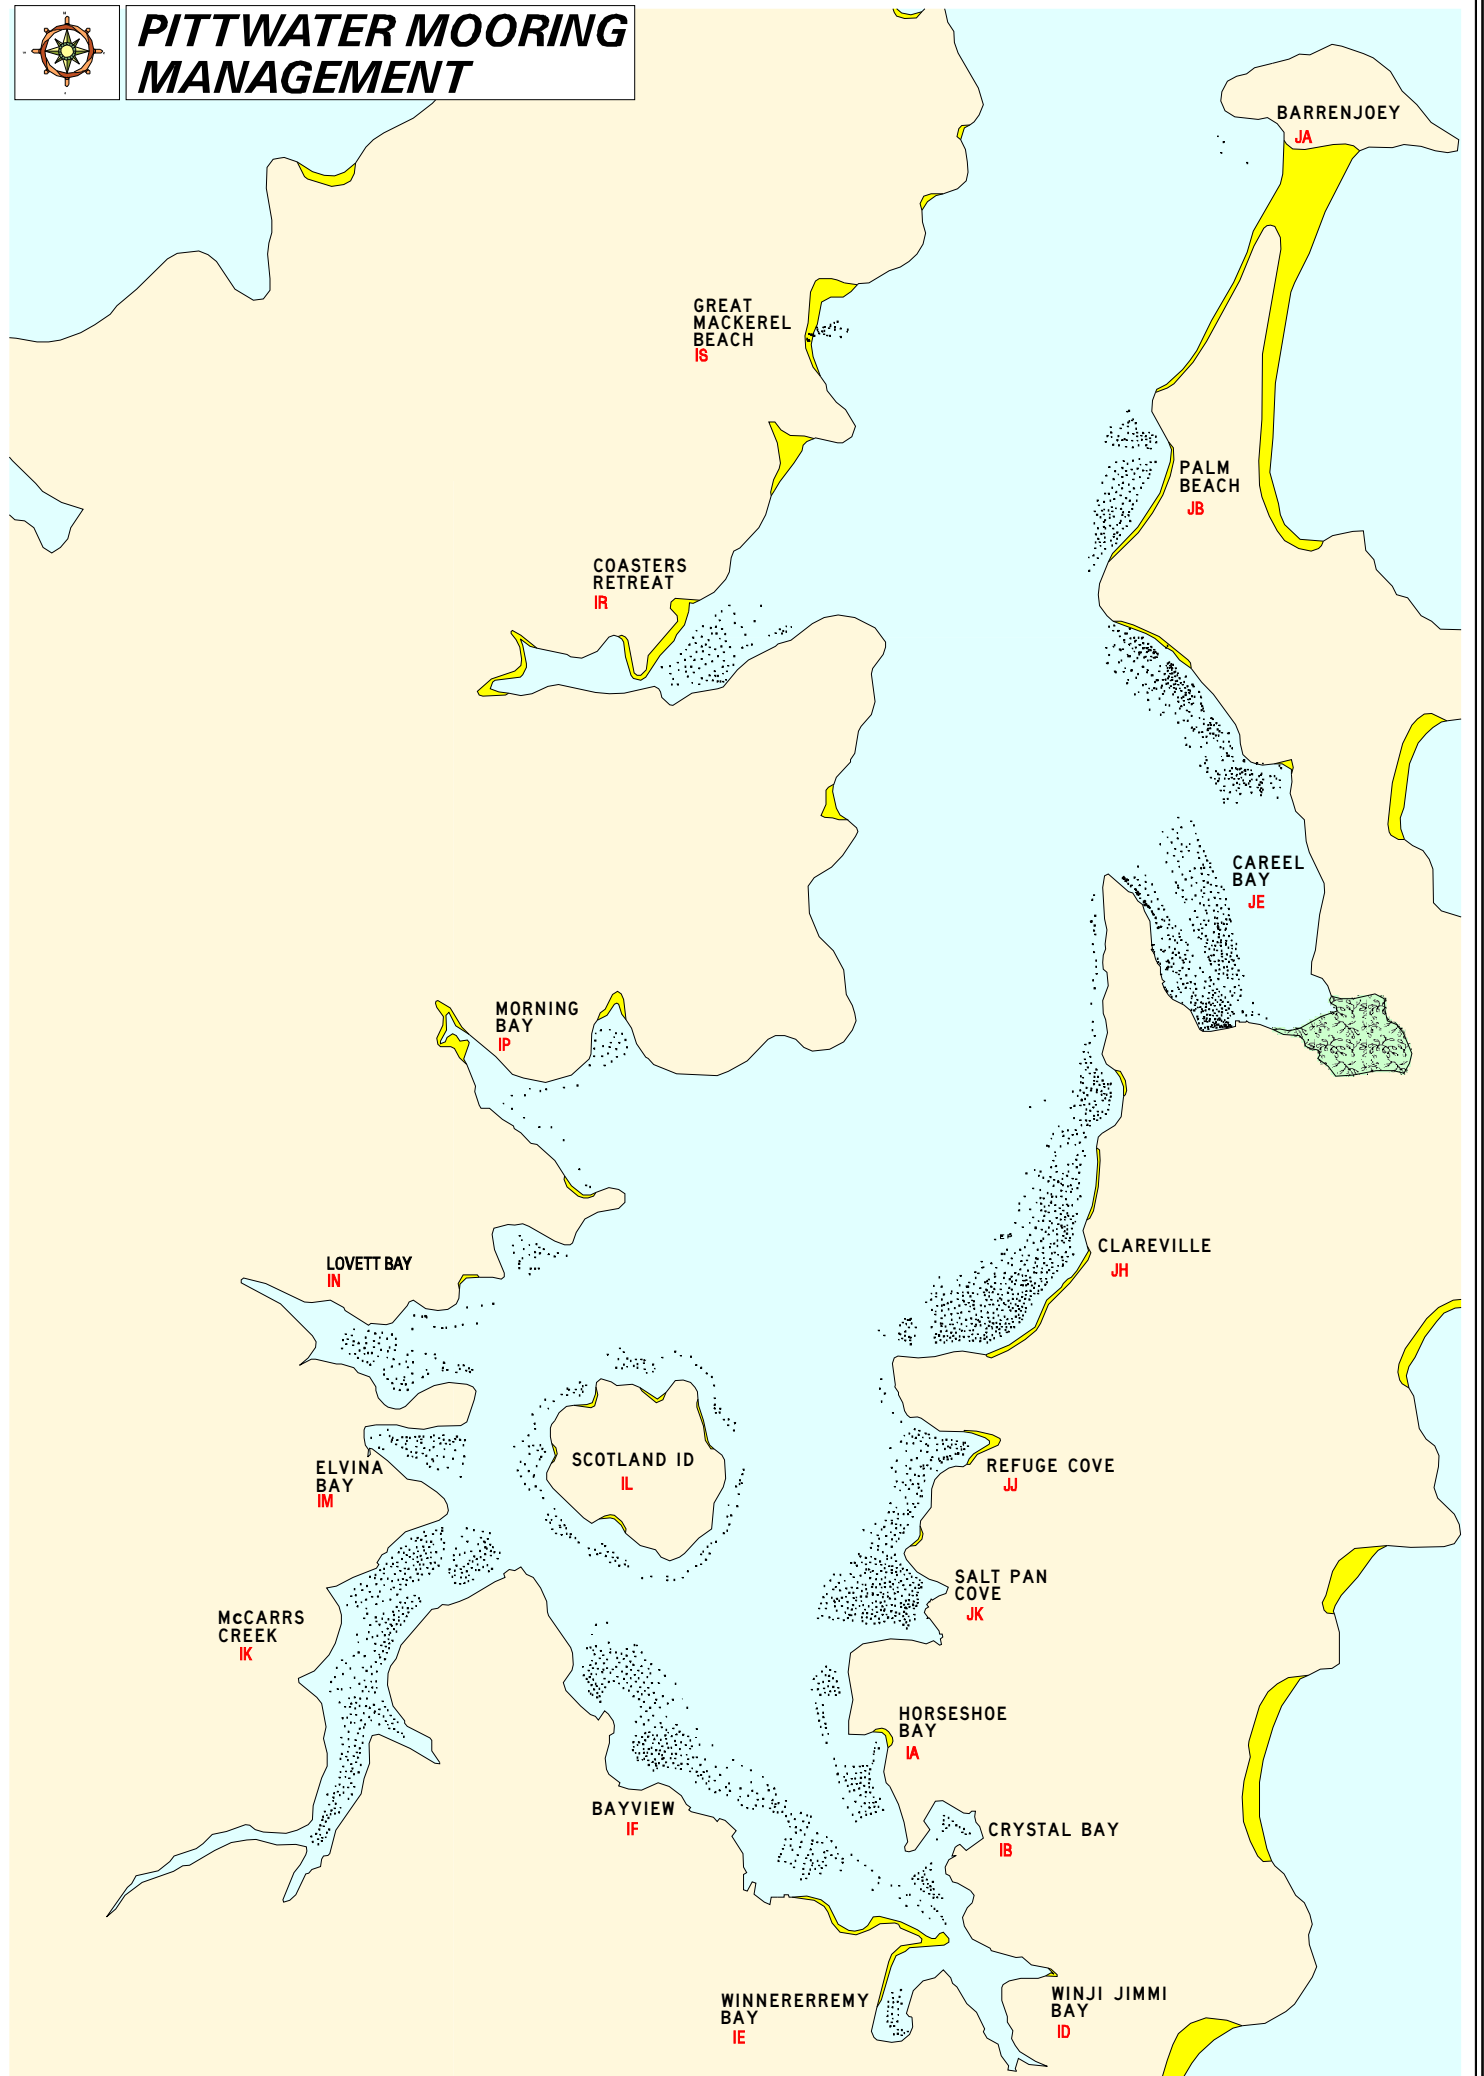 PITTWATER MOORING
MANAGEMENT
BARRENJOEY
JA
GREAT
MACKEREL
BEACH
IS
PALM
BEACH
JB
COASTERS
RETREAT
IR
CAREEL
BAY
JE
MORNING
BAY
IP
CLAREVILLE
JH
LOVETT BAY
IN
SCOTLAND ID
IL
REFUGE COVE
JJ
ELVINA
BAY
IM
SALT PAN
COVE
JK
McCARRS
CREEK
IK
HORSESHOE
BAY
IA
BAYVIEW
IF
CRYSTAL BAY
IB
WINNERERREMY
BAY
IE
WINJI JIMMI
BAY
ID